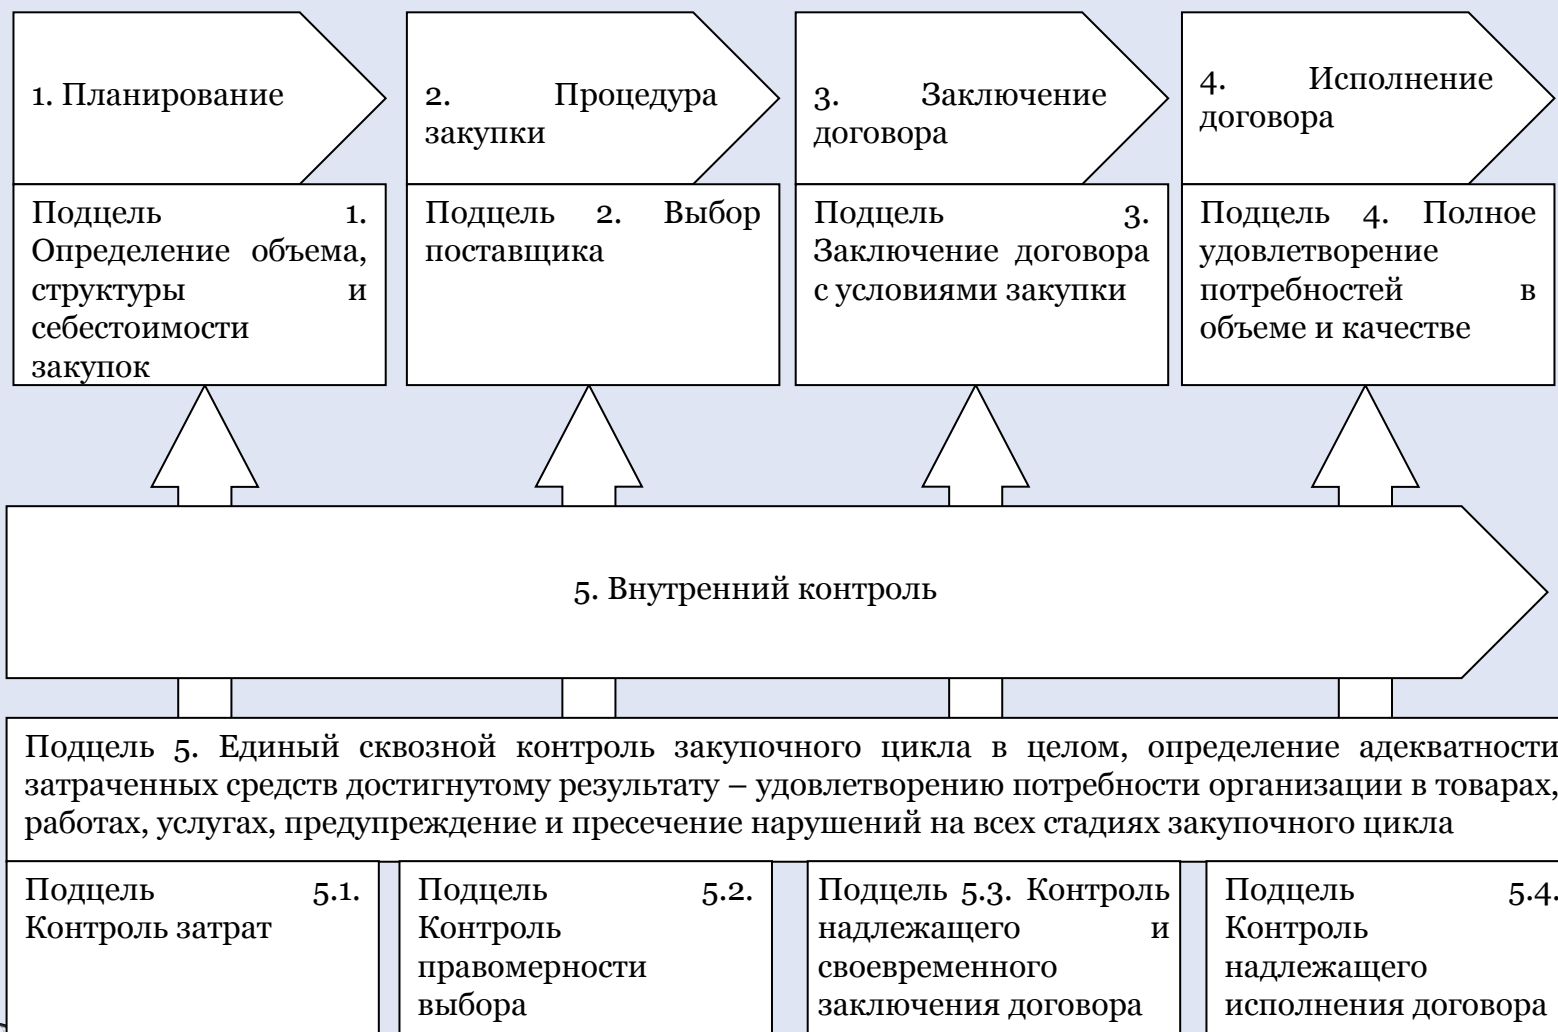 1. Планирование
2. Процедура
закупки
3. Заключение
договора
4. Исполнение
договора
Подцель 1.
Определение объема,
структуры и
себестоимости
закупок
Подцель 2. Выбор
поставщика
Подцель 3.
Заключение договора
с условиями закупки
Подцель 4. Полное
удовлетворение
потребностей в
объеме и качестве
5. Внутренний контроль
Подцель 5. Единый сквозной контроль закупочного цикла в целом, определение адекватности
затраченных средств достигнутому результату – удовлетворению потребности организации в товарах,
работах, услугах, предупреждение и пресечение нарушений на всех стадиях закупочного цикла
Подцель 5.1.
Контроль затрат
Подцель 5.2.
Контроль
правомерности
выбора
Подцель 5.3. Контроль
надлежащего и
своевременного
заключения договора
Подцель 5.4.
Контроль
надлежащего
исполнения договора